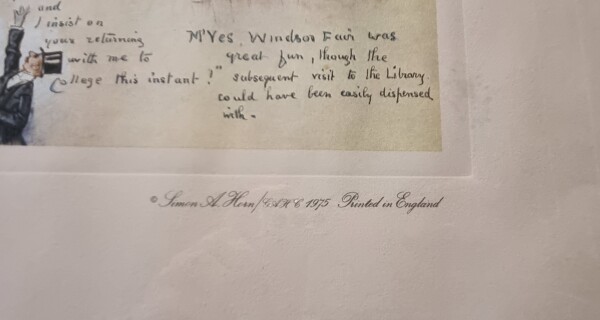 and
I insist on
your returning
with me to
College this instant!"
M'Yes, Windsor Fair was
great fun, though the
subsequent visit to the Library
could have been easily dispensed
with.
© Simon A. Horn/GAHC 1975 Printed in England